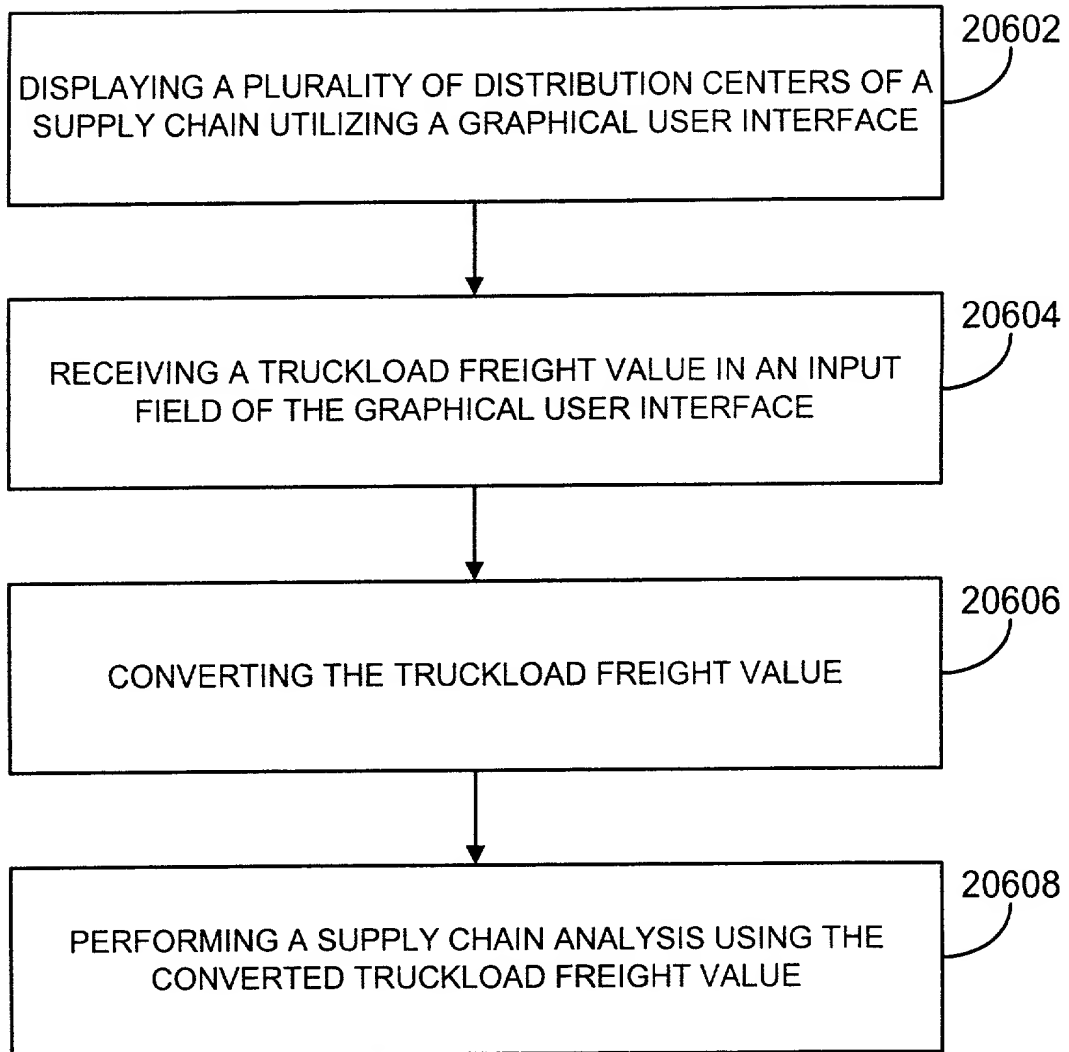 20602
DISPLAYING A PLURALITY OF DISTRIBUTION CENTERS OF A
SUPPLY CHAIN UTILIZING A GRAPHICAL USER INTERFACE
20604
RECEIVING A TRUCKLOAD FREIGHT VALUE IN AN INPUT
FIELD OF THE GRAPHICAL USER INTERFACE
20606
CONVERTING THE TRUCKLOAD FREIGHT VALUE
20608
PERFORMING A SUPPLY CHAIN ANALYSIS USING THE
CONVERTED TRUCKLOAD FREIGHT VALUE